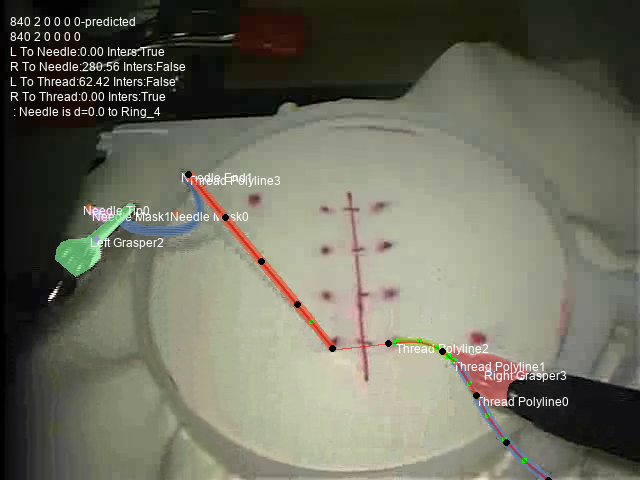 840 2 0 0 0 0-predicted
840 2 0 0 0 0
L To Needle:0.00 Inters:True
R To Needle:280.56 Inters:False
L To Thread:62.42 Inters:False
R To Thread:0.00 Inters:True
: Needle is d=0.0 to Ring_4
Needle End1
Thread Polyline3
Needle Tip0
Needle Mask1
Needle Mask0
Left Grasper2
Thread Polyline2
Thread Polyline1
Right Grasper3
Thread Polyline0